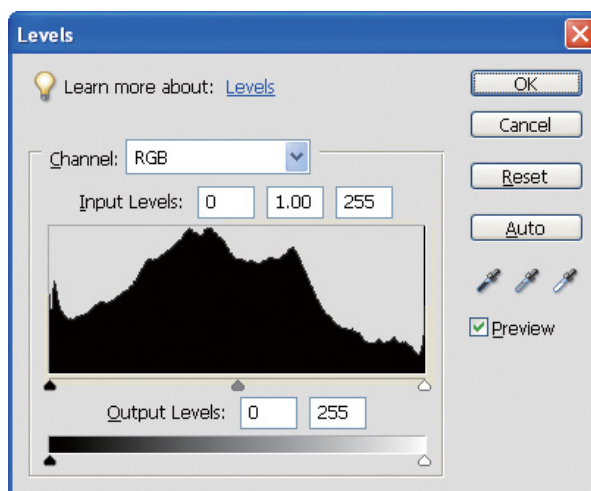 Levels
Learn more about: Levels
OK
Cancel
Channel: RGB
Reset
Input Levels: 0 1.00 255
Auto
Preview
Output Levels: 0 255